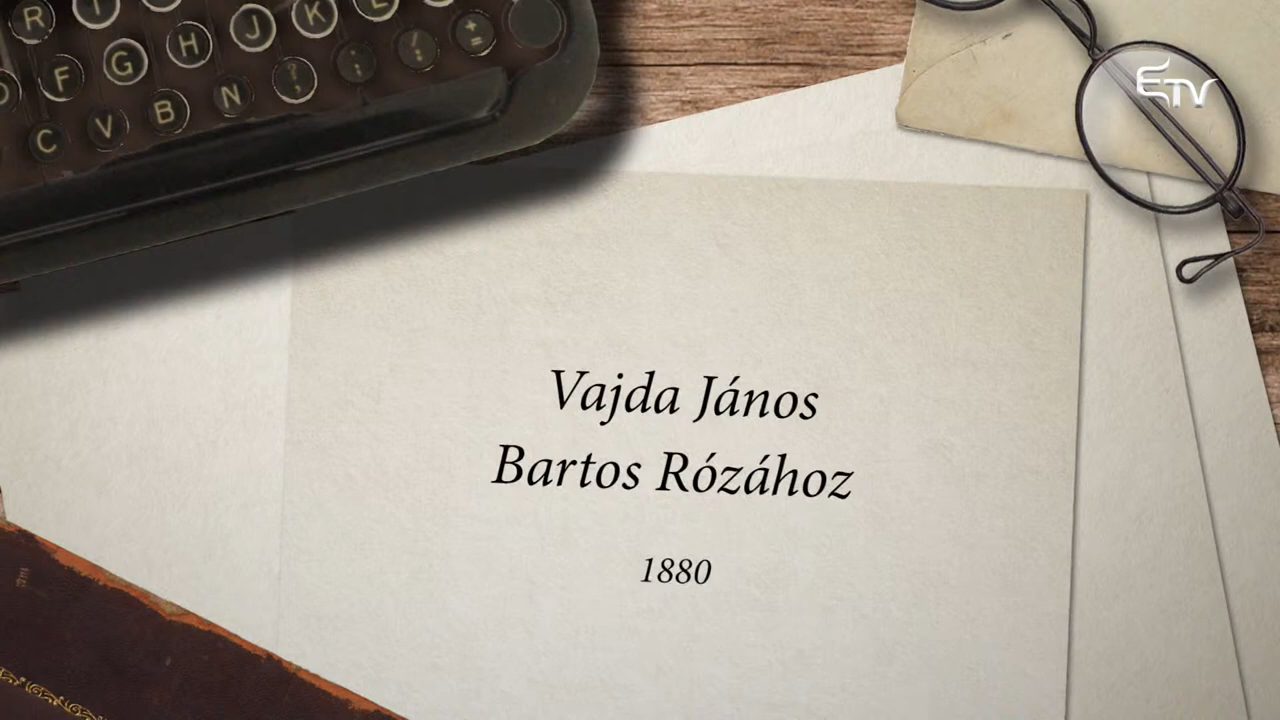 R T
F G H J K L
C V B N
ETV
Vajda János
Bartos Rózához
1880